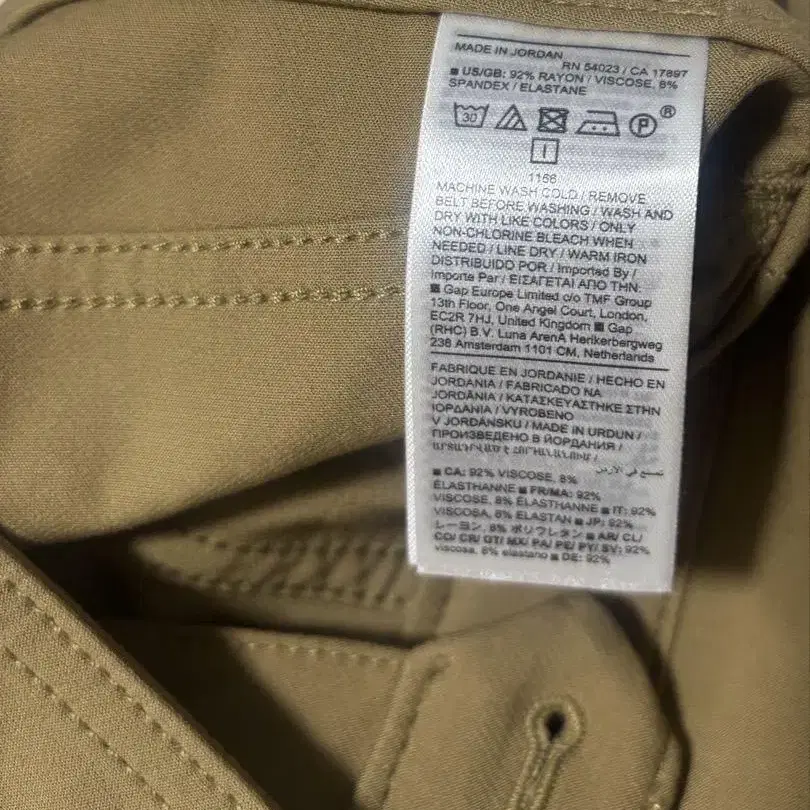 MADE IN JORDAN
RN 54023 / CA 17897
■ US/GB: 92% RAYON / VISCOSE, 8%
SPANDEX / ELASTANE
30 P ®
1166
MACHINE WASH COLD / REMOVE
BELT BEFORE WASHING / WASH AND
DRY WITH LIKE COLORS / ONLY
NON-CHLORINE BLEACH WHEN
NEEDED / LINE DRY / WARM IRON
DISTRIBUIDO POR / Imported By /
Importe Par / ΕΙΣΑΓΕΤΑΙ ΑΠΟ ΤΗΝ:
■ Gap Europe Limited c/o TMF Group
13th Floor, One Angel Court, London,
EC2R 7HJ, United Kingdom ■ Gap
(RHC) B.V. Luna ArenA Herikerbergweg
238 Amsterdam 1101 CM, Netherlands
FABRIQUE EN JORDANIE / HECHO EN
JORDANIA / FABRICADO NA
JORDÂNIA / ΚΑΤΑΣΚΕΥΑΣΤΗΚΕ ΣΤΗΝ
ΙΟΡΔΑΝΙΑ / VYROBENO
V JORDÁNSKU / MADE IN URDUN /
ПРОИЗВЕДЕНО В ЙОРДАНИЯ /
تصنيع في الأردن
■ CA: 92% VISCOSE, 8%
ÉLASTHANNE ■ FR/MA: 92%
VISCOSE, 8% ÉLASTHANNE ■ IT: 92%
VISCOSA, 8% ELASTAN ■ JP: 92%
レーヨン, 8% ポリウレタン ■ AR/ CL/
CO/ CR/ GT/ MX/ PA/ PE/ PY/ SV: 92%
viscosa, 8% elastano ■ DE: 92%